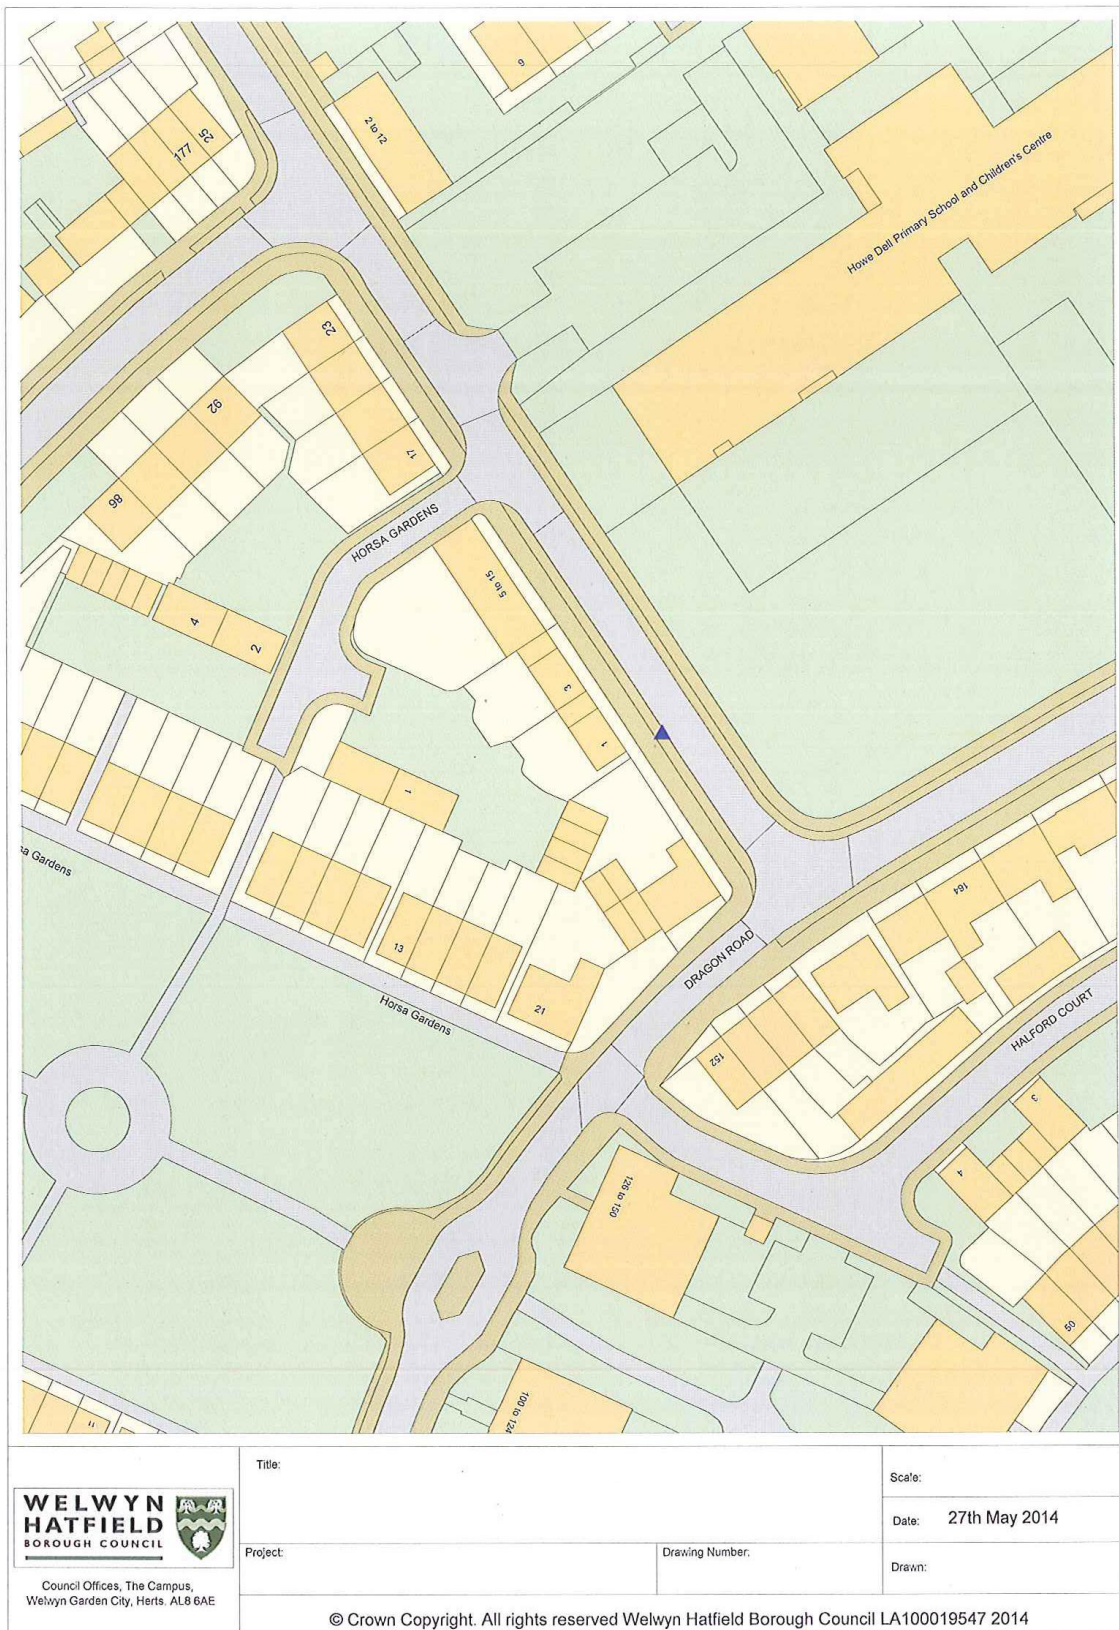 9
2 to 12
25
177
Howe Dell Primary School and Children's Centre
23
92
17
86
HORSA GARDENS
5 to 15
4
2
3
1
1
sa Gardens
164
13
DRAGON ROAD
Horsa Gardens
21
HALFORD COURT
152
3
4
126 to 150
50
100 to 124
11
WELWYN
HATFIELD
BOROUGH COUNCIL
Council Offices, The Campus,
Welwyn Garden City, Herts. AL8 6AE
Title:
Project:
Drawing Number:
Scale:
Date: 27th May 2014
Drawn:
© Crown Copyright. All rights reserved Welwyn Hatfield Borough Council LA100019547 2014